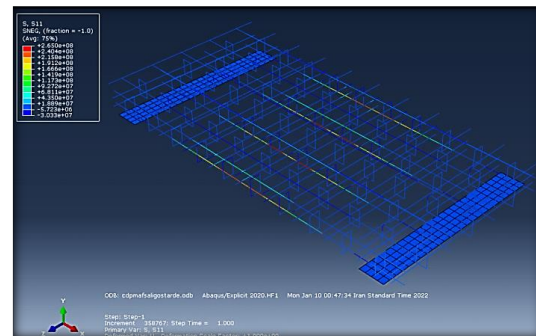 S, S11
SNEG, (fraction = -1.0)
(Avg: 75%)
+2.650e+08
+2.404e+08
+2.158e+08
+1.912e+08
+1.666e+08
+1.419e+08
+1.173e+08
+9.272e+07
+6.811e+07
+4.350e+07
+1.889e+07
-5.723e+06
-3.033e+07
ODB: cdpmafsaligostarde.odb Abaqus/Explicit 2020.HF1 Mon Jan 10 00:47:34 Iran Standard Time 2022
Y
Step: Step-1
Increment 358767: Step Time = 1.000
Primary Var: S, S11